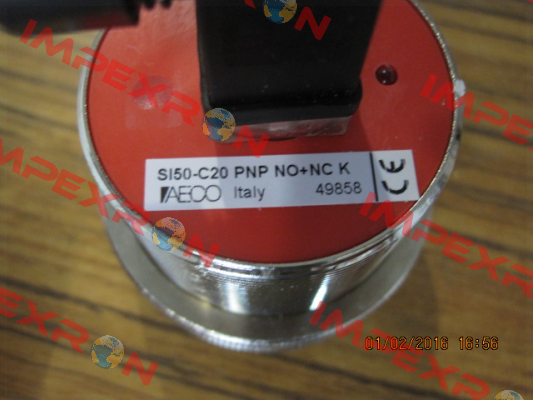 IMPEXRON
IMPEXRON
IMPEXRON
SI50-C20 PNP NO+NC K
AECO Italy 49858
CE
IMPEXRON
IMPEXRON
01/02/2016 16:56
IMPEXRON